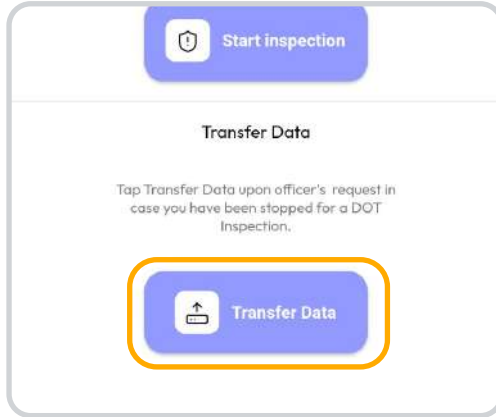 Start inspection
Transfer Data
Tap Transfer Data upon officer's request in
case you have been stopped for a DOT
Inspection.
Transfer Data